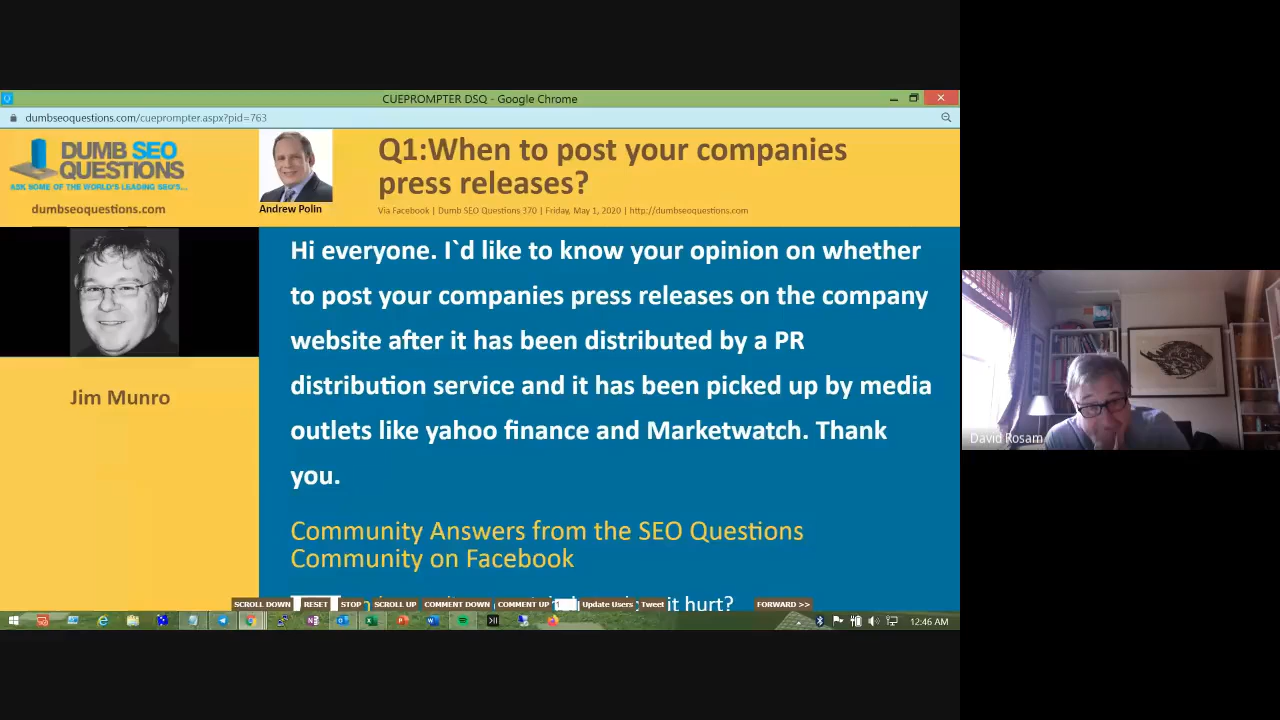 CUEPROMPTER DSQ - Google Chrome
dumbseoquestions.com/cueprompter.aspx?pid=763
DUMB SEO
QUESTIONS
ASK SOME OF THE WORLD'S LEADING SEO'S...
dumbseoquestions.com
Andrew Polin
Q1:When to post your companies
press releases?
Via Facebook | Dumb SEO Questions 370 | Friday, May 1, 2020 | http://dumbseoquestions.com
Jim Munro
Hi everyone. I`d like to know your opinion on whether
to post your companies press releases on the company
website after it has been distributed by a PR
distribution service and it has been picked up by media
outlets like yahoo finance and Marketwatch. Thank
you.
Community Answers from the SEO Questions
Community on Facebook
it hurt?
SCROLL DOWN RESET STOP SCROLL UP COMMENT DOWN COMMENT UP Update Users Tweet FORWARD >>
12:46 AM
David Rosam